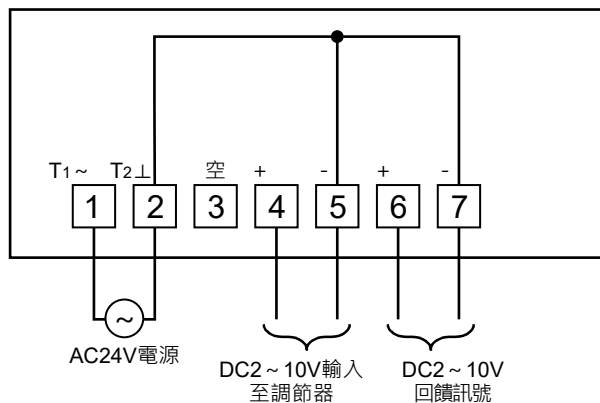 T1~ T2⊥ 空 + - + -
1 2 3 4 5 6 7
~
AC24V電源
DC2~10V輸入
至調節器
DC2~10V
回饋訊號